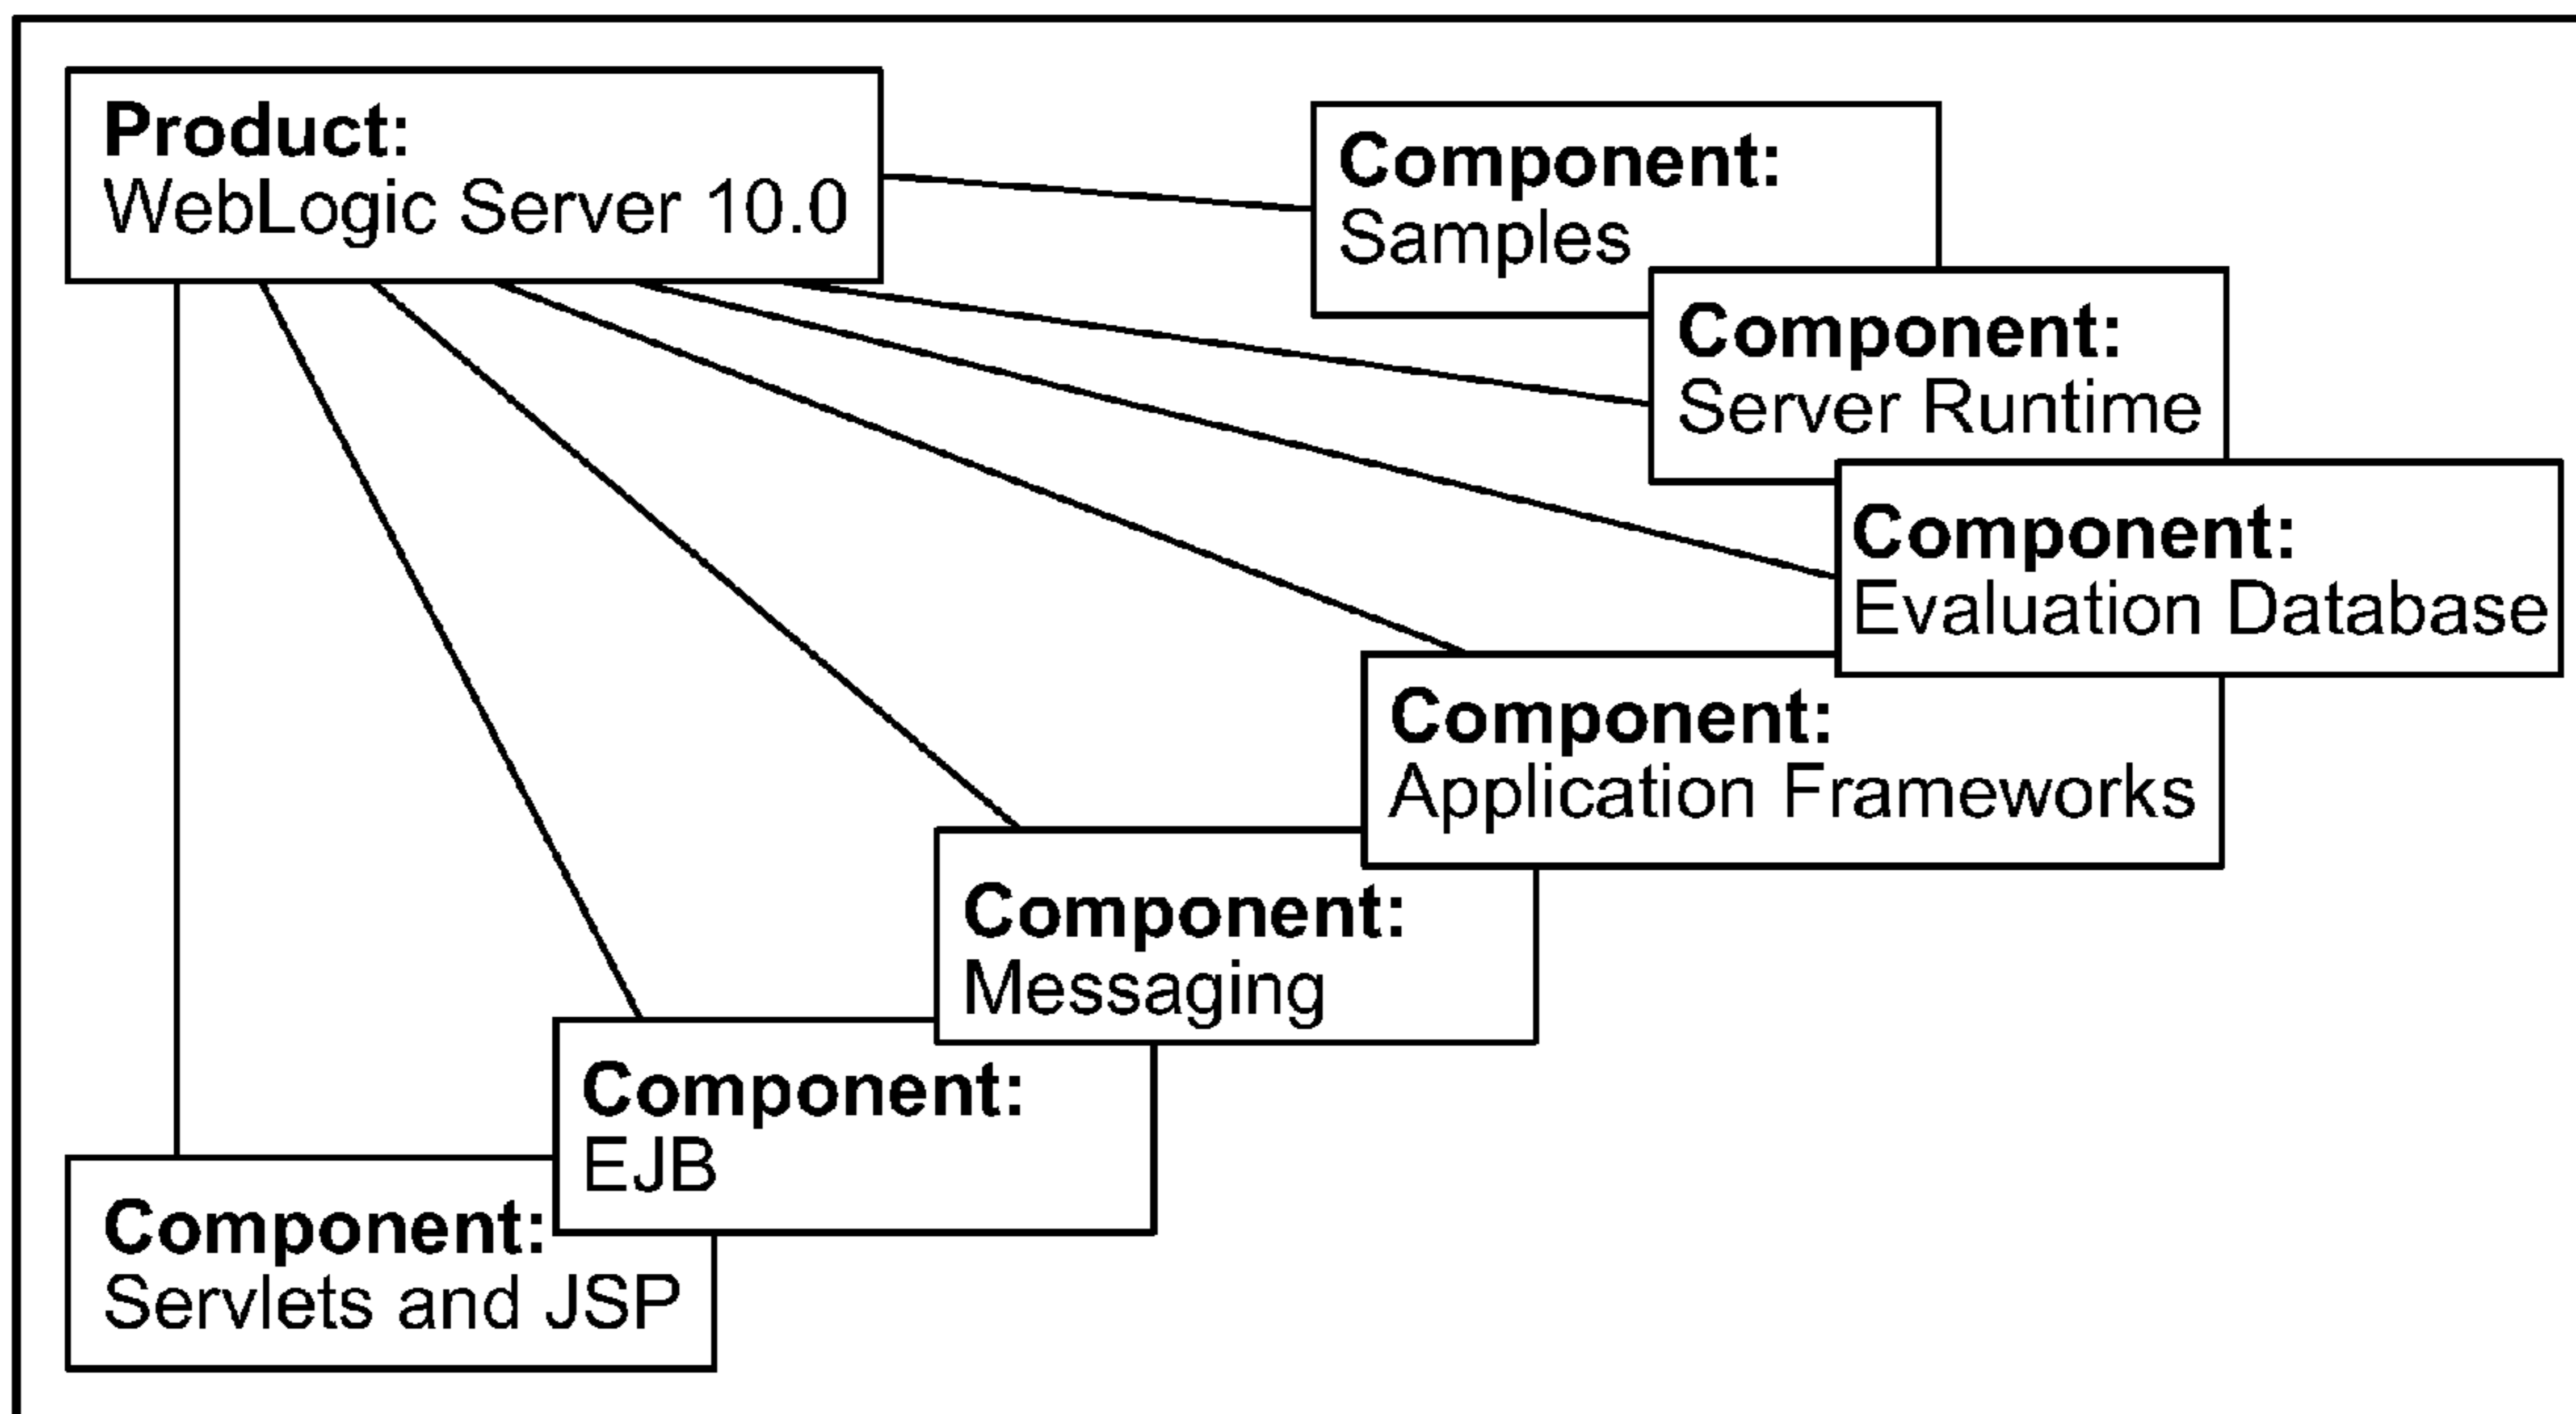 Product:
WebLogic Server 10.0
Component:
Samples
Component:
Server Runtime
Component:
Evaluation Database
Component:
Application Frameworks
Component:
Messaging
Component:
EJB
Component:
Servlets and JSP